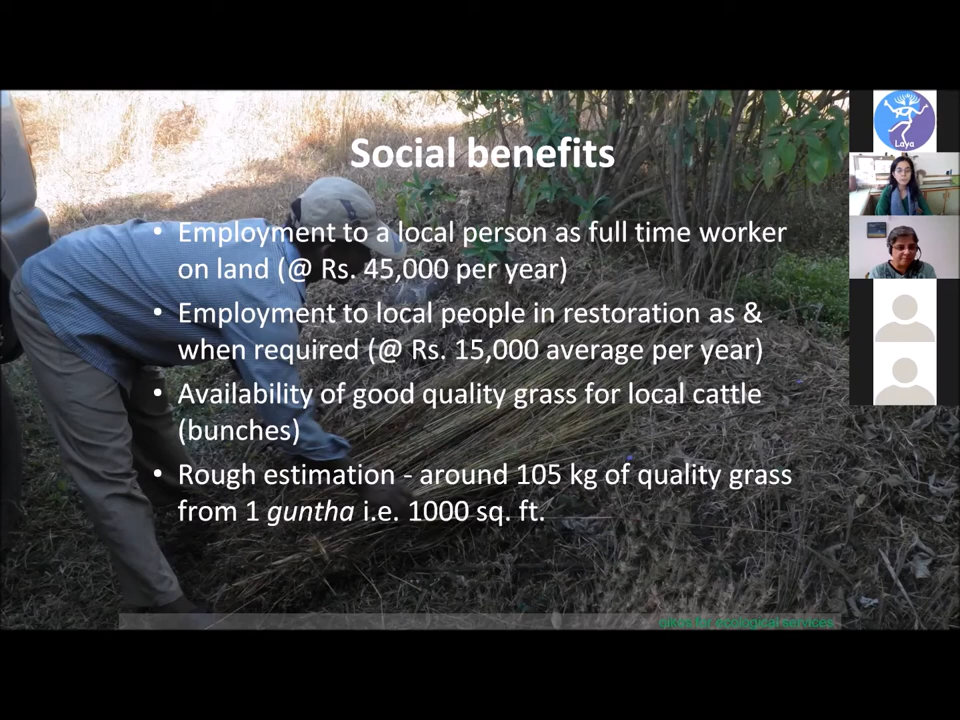 Social benefits
• Employment to a local person as full time worker
on land (@ Rs. 45,000 per year)
• Employment to local people in restoration as &
when required (@ Rs. 15,000 average per year)
• Availability of good quality grass for local cattle
(bunches)
• Rough estimation - around 105 kg of quality grass
from 1 guntha i.e. 1000 sq. ft.
oikos for ecological services
Laya